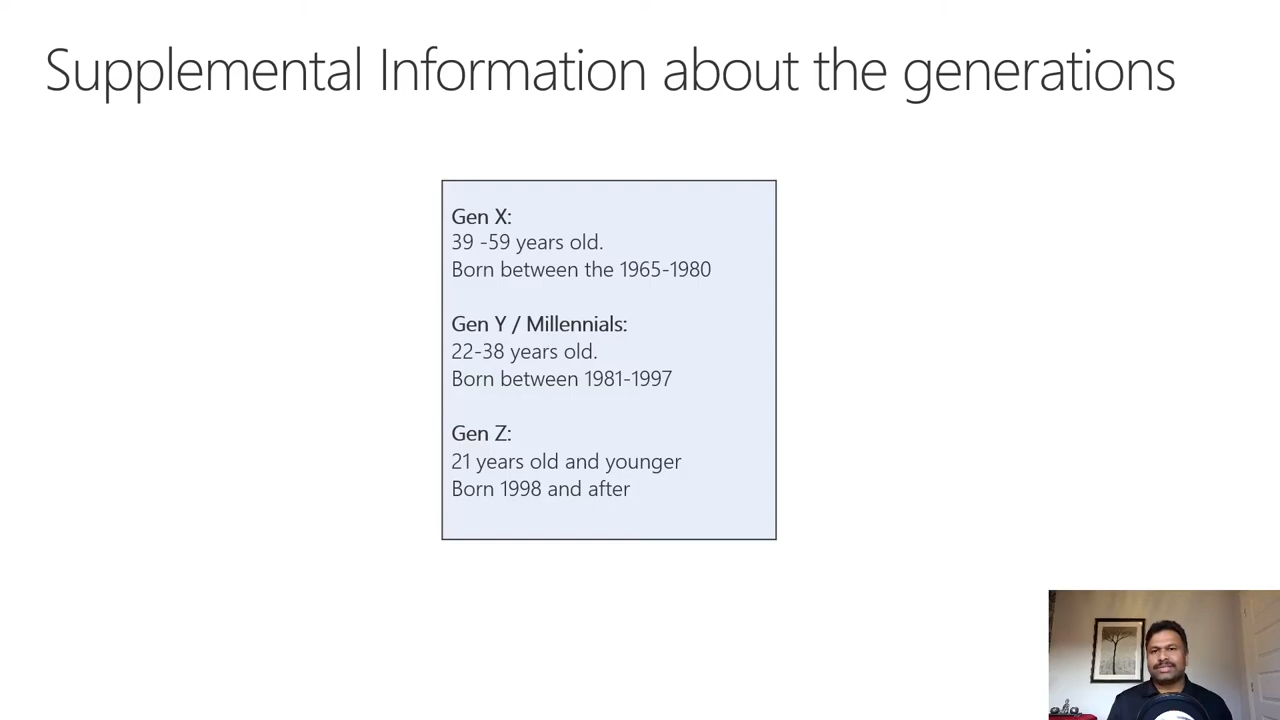 Supplemental Information about the generations
Gen X:
39 -59 years old.
Born between the 1965-1980
Gen Y / Millennials:
22-38 years old.
Born between 1981-1997
Gen Z:
21 years old and younger
Born 1998 and after